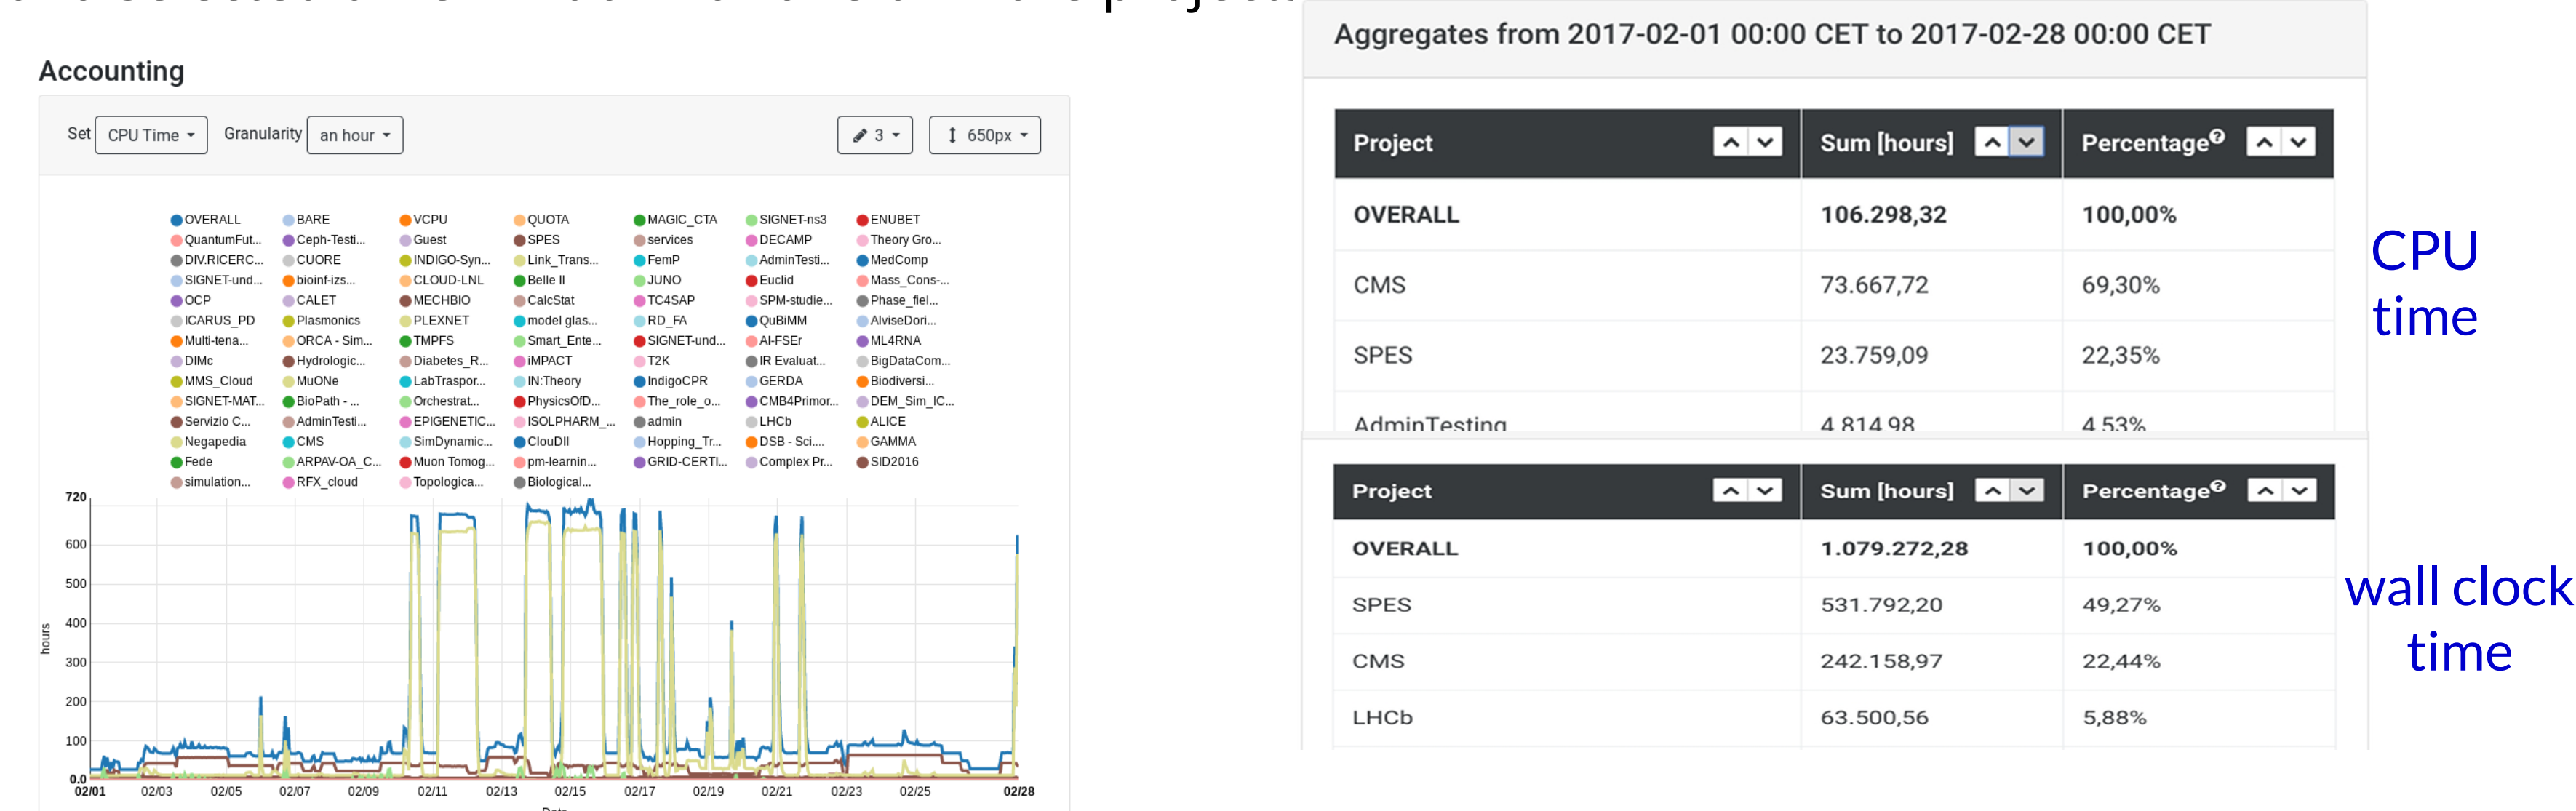 Accounting
Set CPU Time Granularity an hour 3 650px
OVERALL BARE VCPU QUOTA MAGIC_CTA SIGNET-ns3 ENUBET
QuantumFut... Ceph-Testi... Guest SPES services DECAMP Theory Gro...
DIV.RICERC... CUORE INDIGO-Syn... Link_Trans... FemP AdminTesti... MedComp
SIGNET-und... bioinf-izs... CLOUD-LNL Belle II JUNO Euclid Mass_Cons-...
OCP CALET MECHBIO CalcStat TC4SAP SPM-studie... Phase_fiel...
ICARUS_PD Plasmonics PLEXNET model glas... RD_FA QuBiMM AlviseDori...
Multi-tena... ORCA - Sim... TMPFS Smart_Ente... SIGNET-und... AI-FSEr ML4RNA
DIMc Hydrologic... Diabetes_R... iMPACT T2K IR Evaluat... BigDataCom...
MMS_Cloud MuONe LabTraspor... IN:Theory IndigoCPR GERDA Biodiversi...
SIGNET-MAT... BioPath - ... Orchestrat... PhysicsOfD... The_role_o... CMB4Primor... DEM_Sim_IC...
Servizio C... AdminTesti... EPIGENETIC... ISOLPHARM_... admin LHCb ALICE
Negapedia CMS SimDynamic... ClouDII Hopping_Tr... DSB - Sci.... GAMMA
Fede ARPAV-OA_C... Muon Tomog... pm-learnin... GRID-CERTI... Complex Pr... SID2016
simulation... RFX_cloud Topologica... Biological...
720
600
500
400
300
200
100
0.0
hours
02/01 02/03 02/05 02/07 02/09 02/11 02/13 02/15 02/17 02/19 02/21 02/23 02/25 02/28
Aggregates from 2017-02-01 00:00 CET to 2017-02-28 00:00 CET
Project Sum [hours] Percentage
OVERALL 106.298,32 100,00%
CMS 73.667,72 69,30%
SPES 23.759,09 22,35%
AdminTesting 4.814,98 4,53%
CPU
time
Project Sum [hours] Percentage
OVERALL 1.079.272,28 100,00%
SPES 531.792,20 49,27%
CMS 242.158,97 22,44%
LHCb 63.500,56 5,88%
wall clock
time